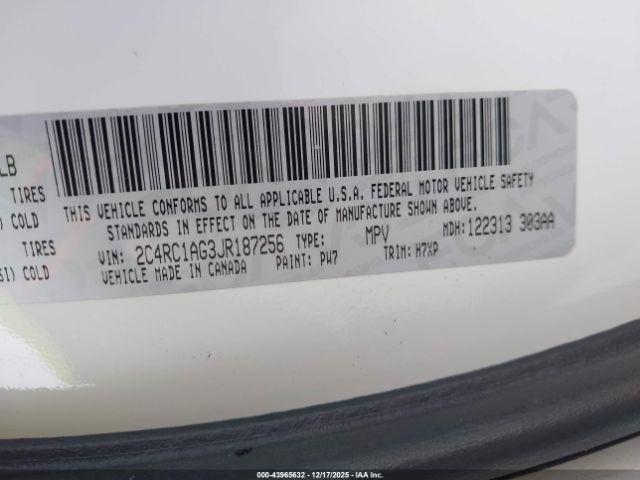 LB
TIRES
) COLD
TIRES
SI) COLD
THIS VEHICLE CONFORMS TO ALL APPLICABLE U.S.A. FEDERAL MOTOR VEHICLE SAFETY
STANDARDS IN EFFECT ON THE DATE OF MANUFACTURE SHOWN ABOVE.
VIN: 2C4RC1AG3JR187256 TYPE: MPV MDH: 122313 303AA
VEHICLE MADE IN CANADA PAINT: PW7 TRIM: H7XP
000-43965632 - 12/17/2025 - IAA Inc.